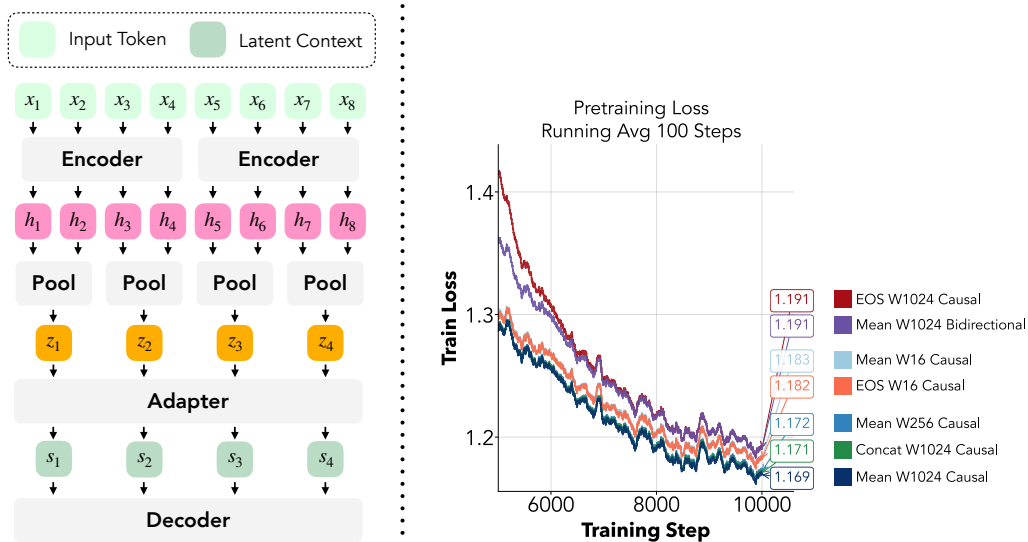 Input Token Latent Context
x1 x2 x3 x4 x5 x6 x7 x8
Encoder Encoder
h1 h2 h3 h4 h5 h6 h7 h8
Pool Pool Pool Pool
z1 z2 z3 z4
Adapter
s1 s2 s3 s4
Decoder
Pretraining Loss
Running Avg 100 Steps
Train Loss
1.4
1.3
1.2
6000 8000 10000
Training Step
1.191 EOS W1024 Causal
1.191 Mean W1024 Bidirectional
1.183 Mean W16 Causal
1.182 EOS W16 Causal
1.172 Mean W256 Causal
1.171 Concat W1024 Causal
1.169 Mean W1024 Causal